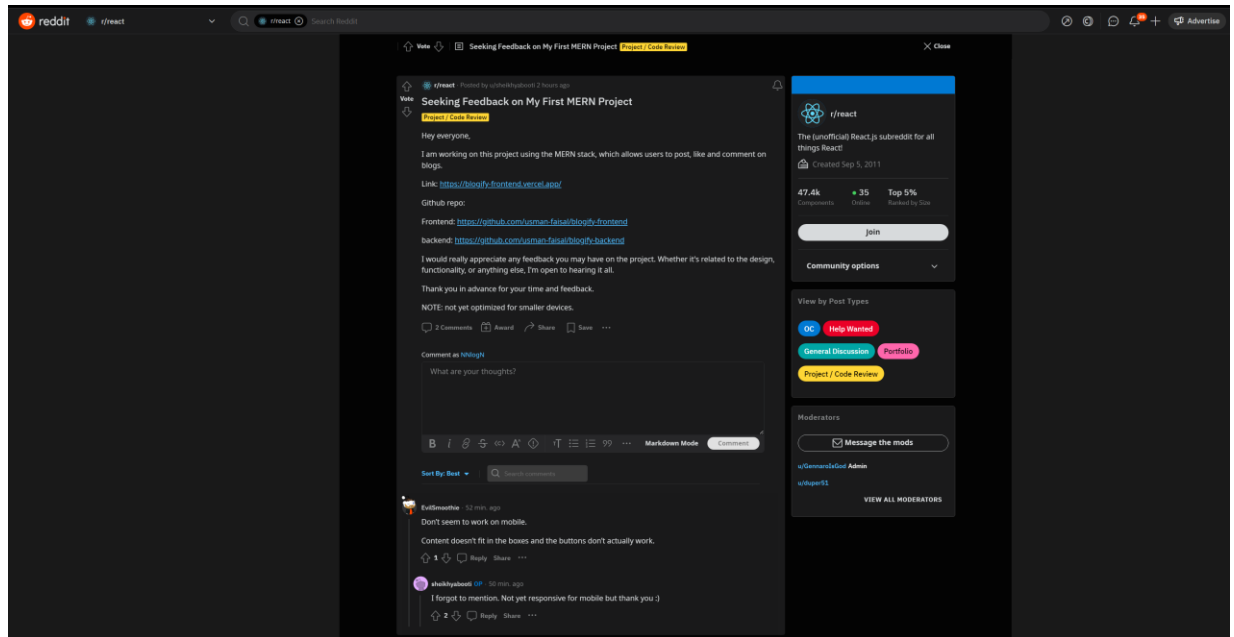 reddit
r/react
r/react
Search Reddit
Advertise
Vote
Seeking Feedback on My First MERN Project Project / Code Review
Close
r/react · Posted by u/sheikhyabooti 2 hours ago
Vote
Seeking Feedback on My First MERN Project
Project / Code Review
Hey everyone,
I am working on this project using the MERN stack, which allows users to post, like and comment on
blogs.
Link: https://blogify-frontend.vercel.app/
Github repo:
Frontend: https://github.com/usman-faisal/blogify-frontend
backend: https://github.com/usman-faisal/blogify-backend
I would really appreciate any feedback you may have on the project. Whether it's related to the design,
functionality, or anything else, I'm open to hearing it all.
Thank you in advance for your time and feedback.
NOTE: not yet optimized for smaller devices.
2 Comments Award Share Save ···
Comment as NNlogN
What are your thoughts?
Markdown Mode Comment
Sort By: Best
Search comments
EvilSmoothie · 52 min. ago
Don't seem to work on mobile.
Content doesn't fit in the boxes and the buttons don't actually work.
1 Reply Share ···
sheikhyabooti OP · 50 min. ago
I forgot to mention. Not yet responsive for mobile but thank you :)
2 Reply Share ···
r/react
The (unofficial) React.js subreddit for all
things React!
Created Sep 5, 2011
47.4k 35 Top 5%
Components Online Ranked by Size
Join
Community options
View by Post Types
OC Help Wanted
General Discussion Portfolio
Project / Code Review
Moderators
Message the mods
u/GennaroIsGod Admin
u/duper51
VIEW ALL MODERATORS